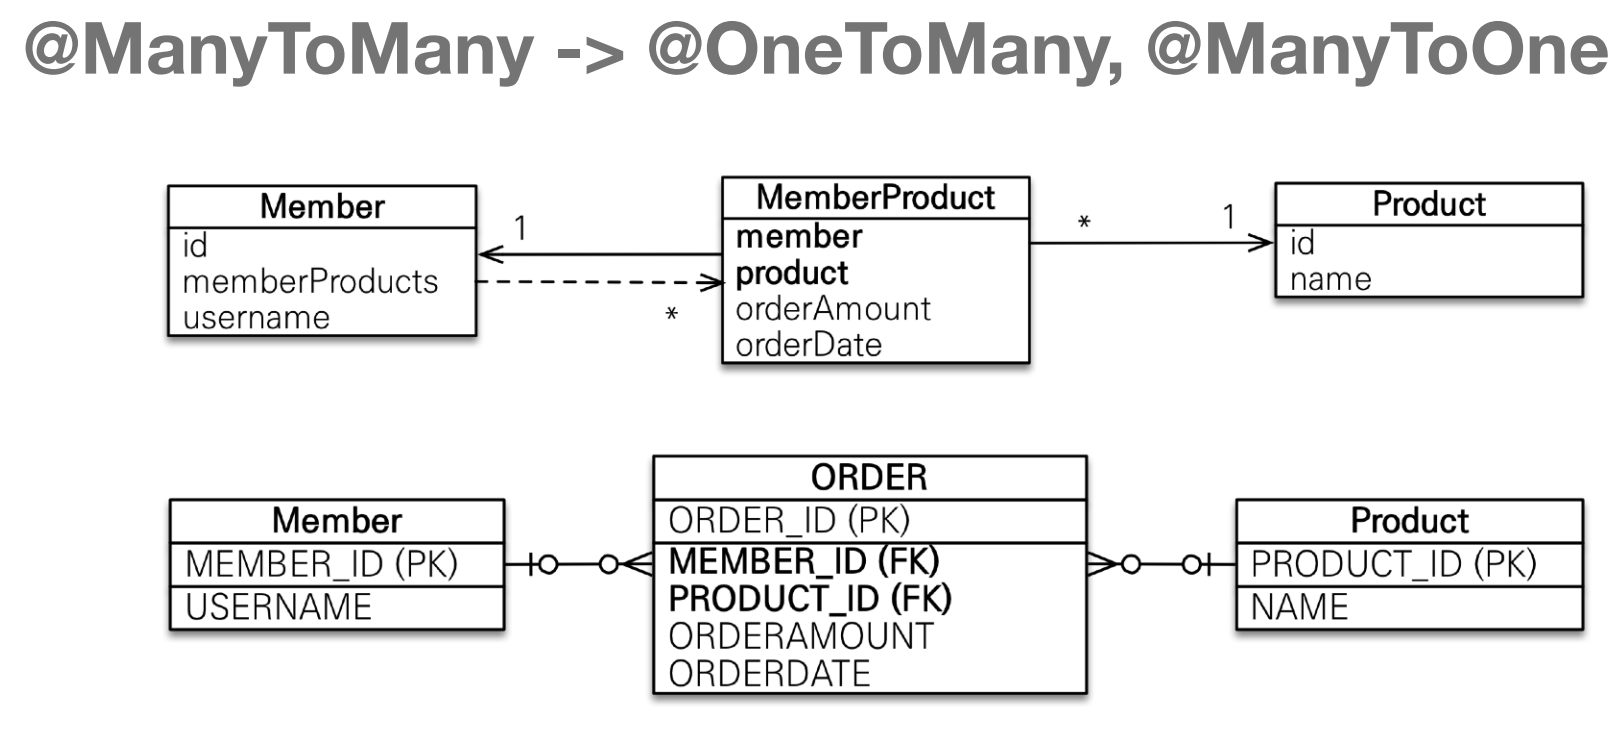 @ManyToMany -> @OneToMany, @ManyToOne
Member
id
memberProducts
username
1
*
MemberProduct
member
product
orderAmount
orderDate
*
1
Product
id
name
Member
MEMBER_ID (PK)
USERNAME
ORDER
ORDER_ID (PK)
MEMBER_ID (FK)
PRODUCT_ID (FK)
ORDERAMOUNT
ORDERDATE
Product
PRODUCT_ID (PK)
NAME